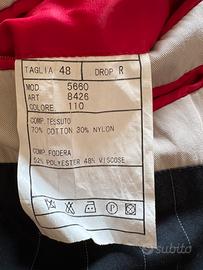 TAGLIA 48 DROP R
MOD. 5660
ART 8426
COLORE 110
COMP.TESSUTO
70% COTTON 30% NYLON
COMP.FODERA
52% POLYESTER 48% VISCOSE
subito